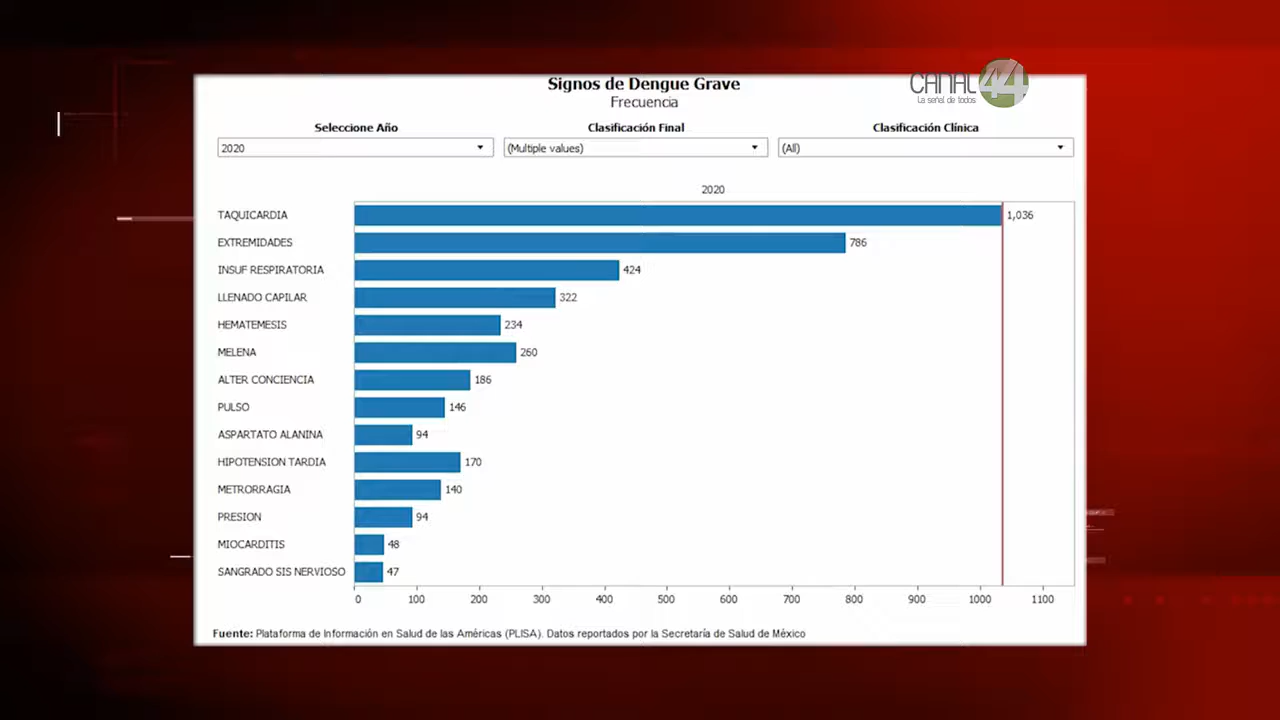 Signos de Dengue Grave
Frecuencia
CANAL 44
La señal de todos
Seleccione Año
Clasificación Final
Clasificación Clínica
2020
(Multiple values)
(All)
2020
TAQUICARDIA 1,036
EXTREMIDADES 786
INSUF RESPIRATORIA 424
LLENADO CAPILAR 322
HEMATEMESIS 234
MELENA 260
ALTER CONCIENCIA 186
PULSO 146
ASPARTATO ALANINA 94
HIPOTENSION TARDIA 170
METRORRAGIA 140
PRESION 94
MIOCARDITIS 48
SANGRADO SIS NERVIOSO 47
0 100 200 300 400 500 600 700 800 900 1000 1100
Fuente: Plataforma de Información en Salud de las Américas (PLISA). Datos reportados por la Secretaría de Salud de México